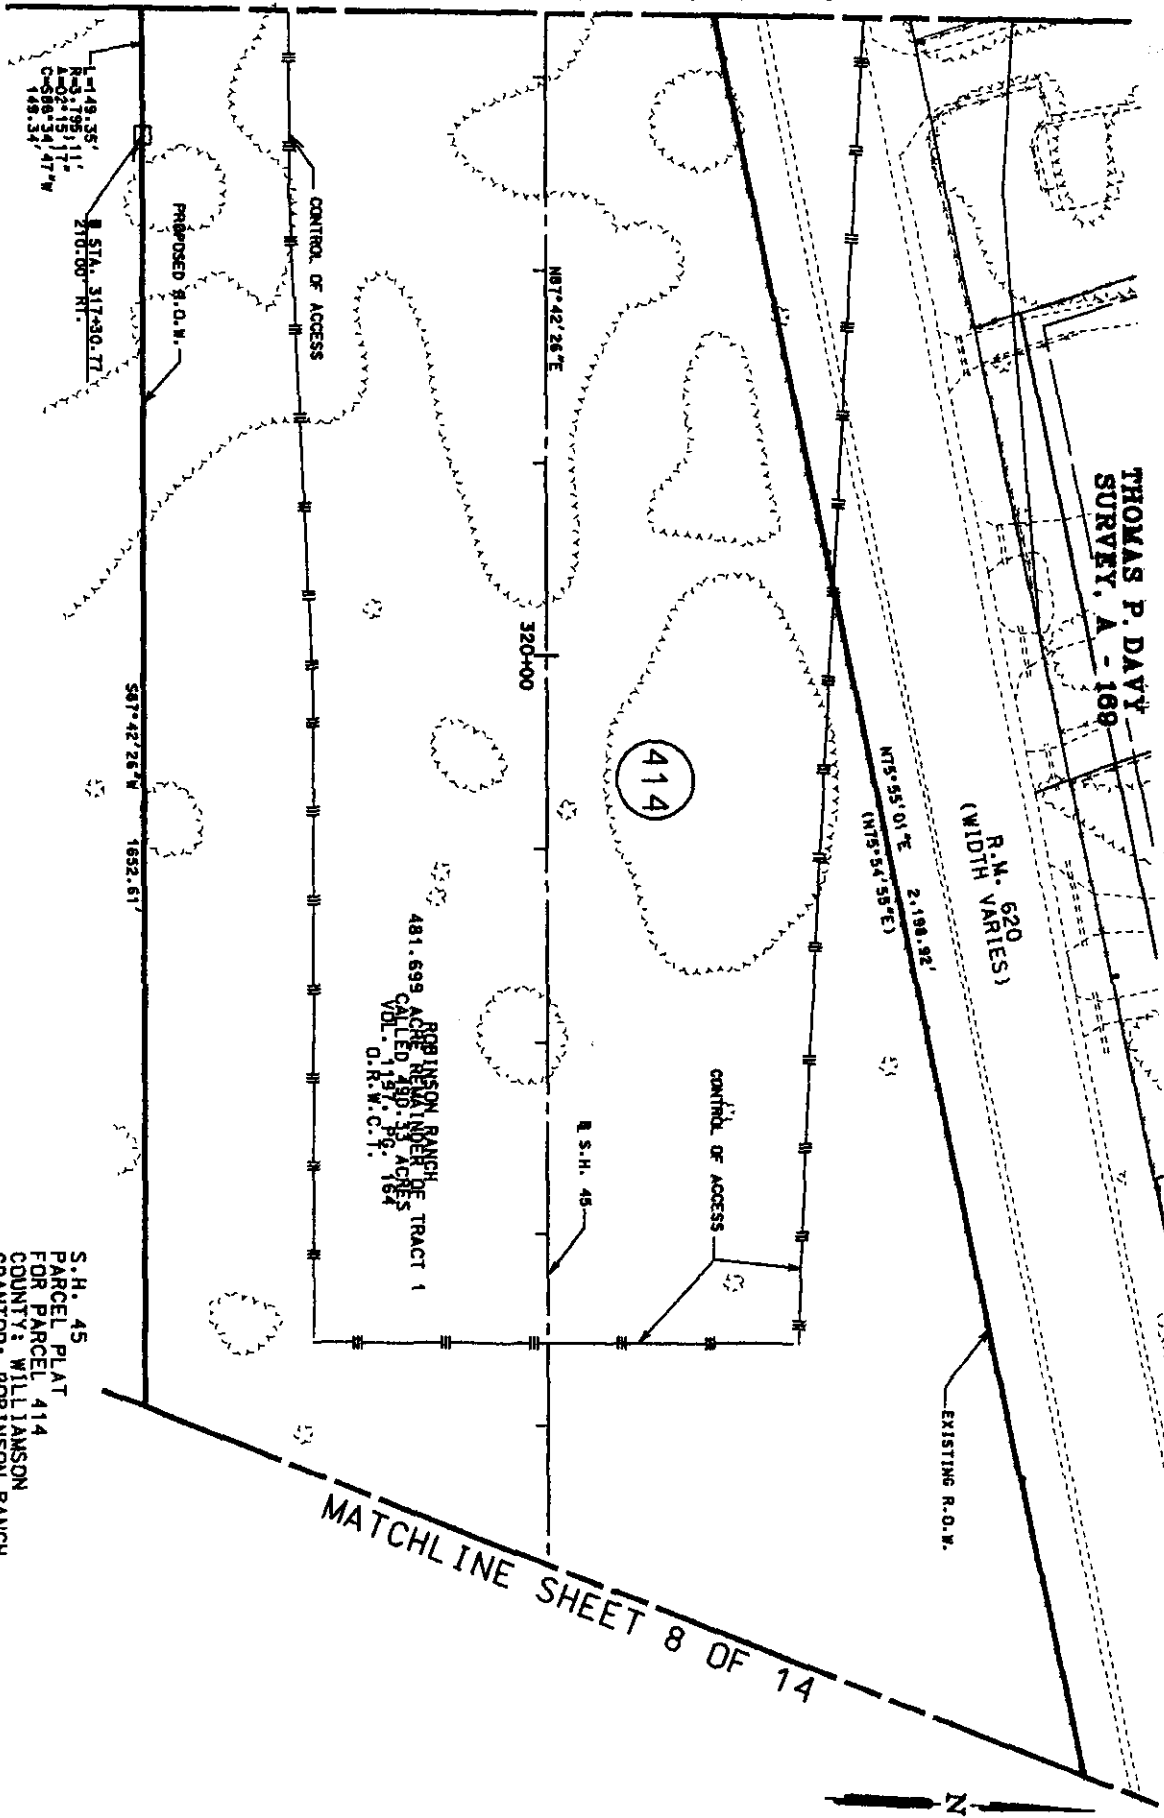 THOMAS P. DAVY
SURVEY, A - 169
R.M. 620
(WIDTH VARIES)
N75°55'01"E 2,198.92'
(N75°54'55"E)
EXISTING R.O.W.
CONTROL OF ACCESS
414
N87°42'26"E
320+00
℄ S.H. 45
ROBINSON RANCH
481.699 ACRE REMAINDER OF TRACT 1
CALLED 490.33 ACRES
VOL. 1197, PG. 164
O.R.W.C.T.
CONTROL OF ACCESS
PROPOSED R.O.W.
℄ STA. 317+30.77
210.00' RT.
L=149.35'
R=3,795.11'
Δ=02°15'17"
C=S86°34'47"W
149.34'
S87°42'26"W 1652.61'
MATCHLINE SHEET 8 OF 14
N
S.H. 45
PARCEL PLAT
FOR PARCEL 414
COUNTY: WILLIAMSON
GRANTOR: ROBINSON RANCH